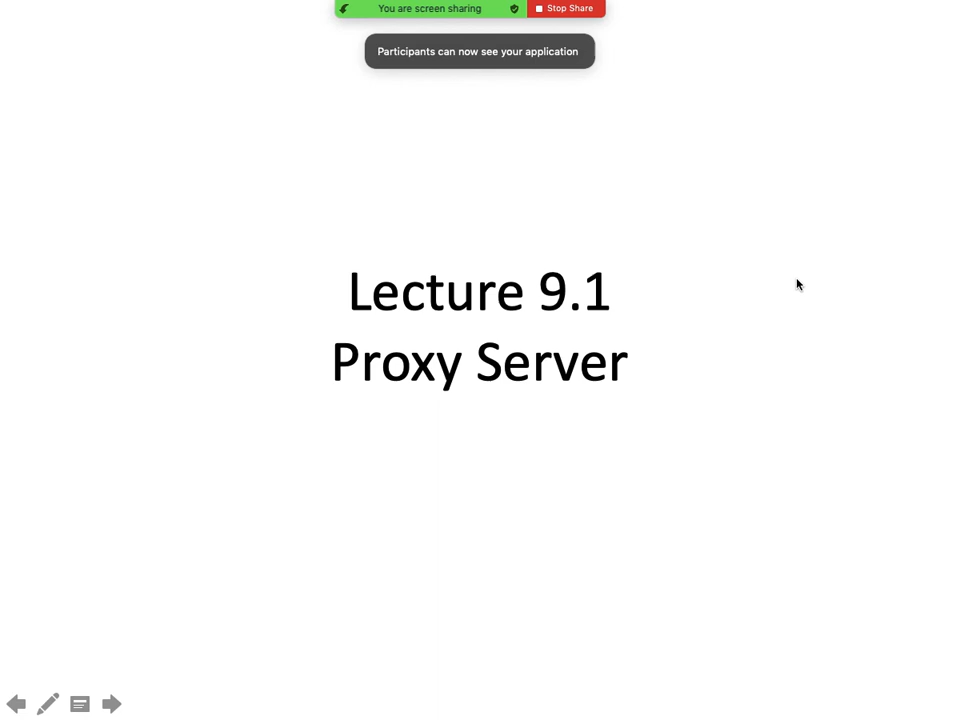 You are screen sharing
Stop Share
Participants can now see your application
Lecture 9.1
Proxy Server